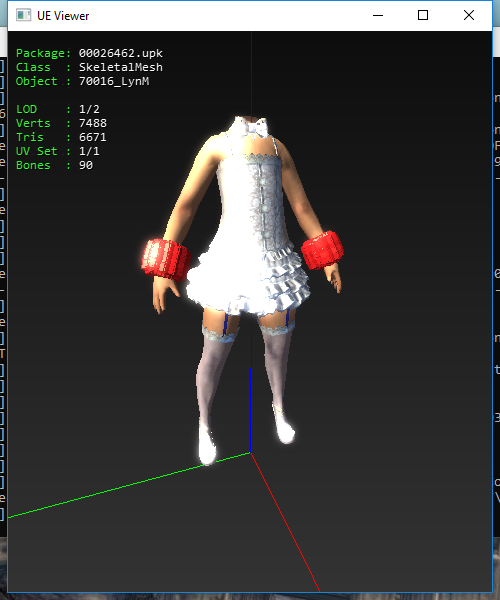 UE Viewer
Package: 00026462.upk
Class : SkeletalMesh
Object : 70016_LynM
LOD : 1/2
Verts : 7488
Tris : 6671
UV Set : 1/1
Bones : 90